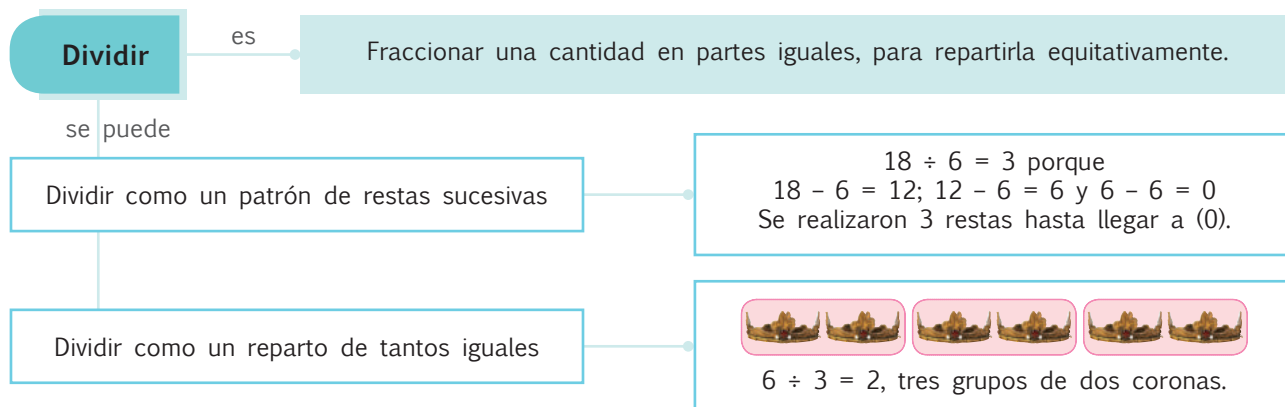 Dividir
es
Fraccionar una cantidad en partes iguales, para repartirla equitativamente.
se puede
Dividir como un patrón de restas sucesivas
18 ÷ 6 = 3 porque
18 – 6 = 12; 12 – 6 = 6 y 6 – 6 = 0
Se realizaron 3 restas hasta llegar a (0).
Dividir como un reparto de tantos iguales
6 ÷ 3 = 2, tres grupos de dos coronas.